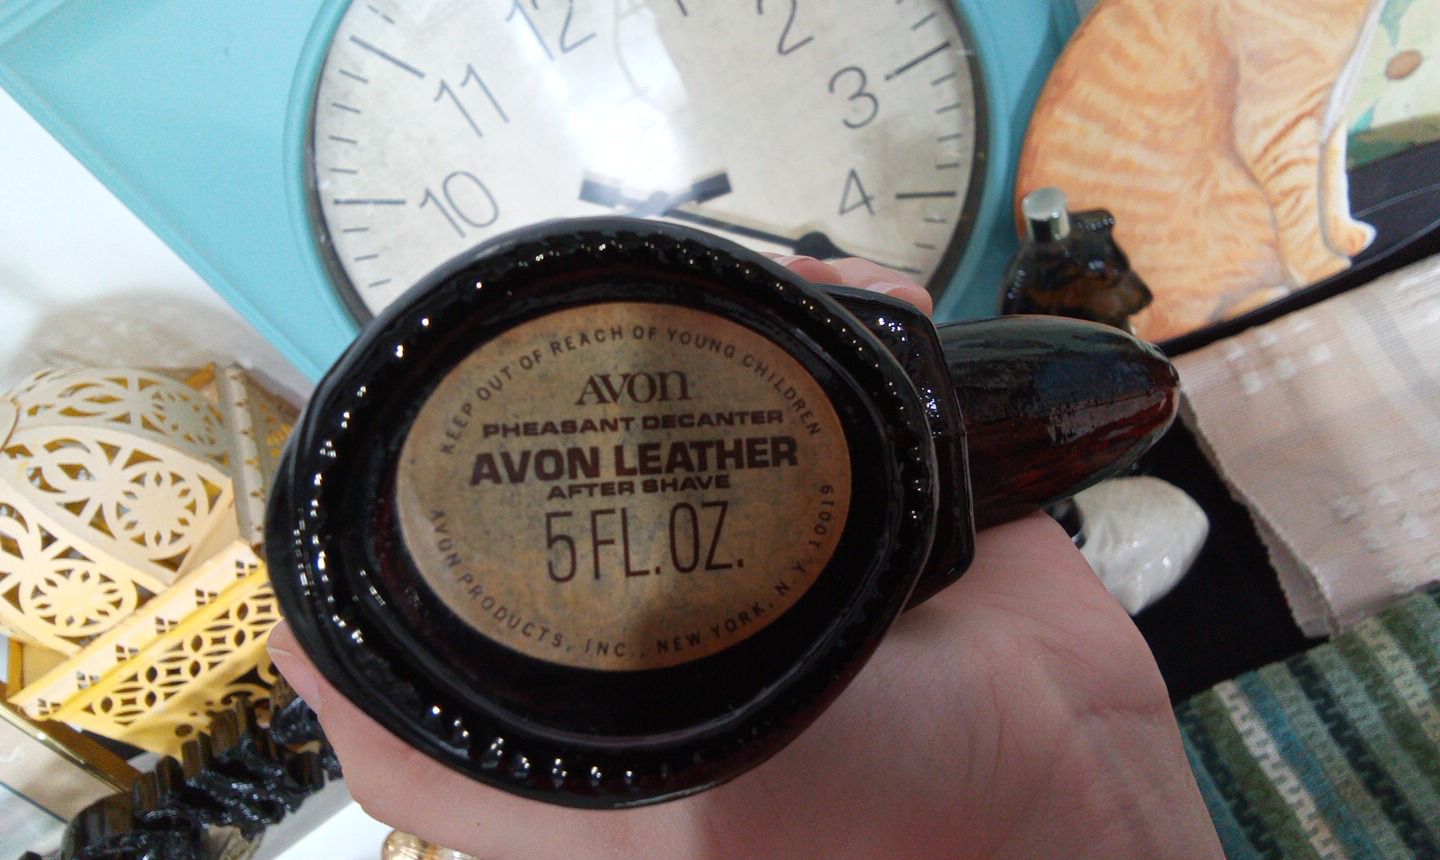 12
2
11
3
10
4
KEEP OUT OF REACH OF YOUNG CHILDREN
AVON
PHEASANT DECANTER
AVON LEATHER
AFTER SHAVE
5 FL. OZ.
AVON PRODUCTS, INC., NEW YORK, N.Y. 10019